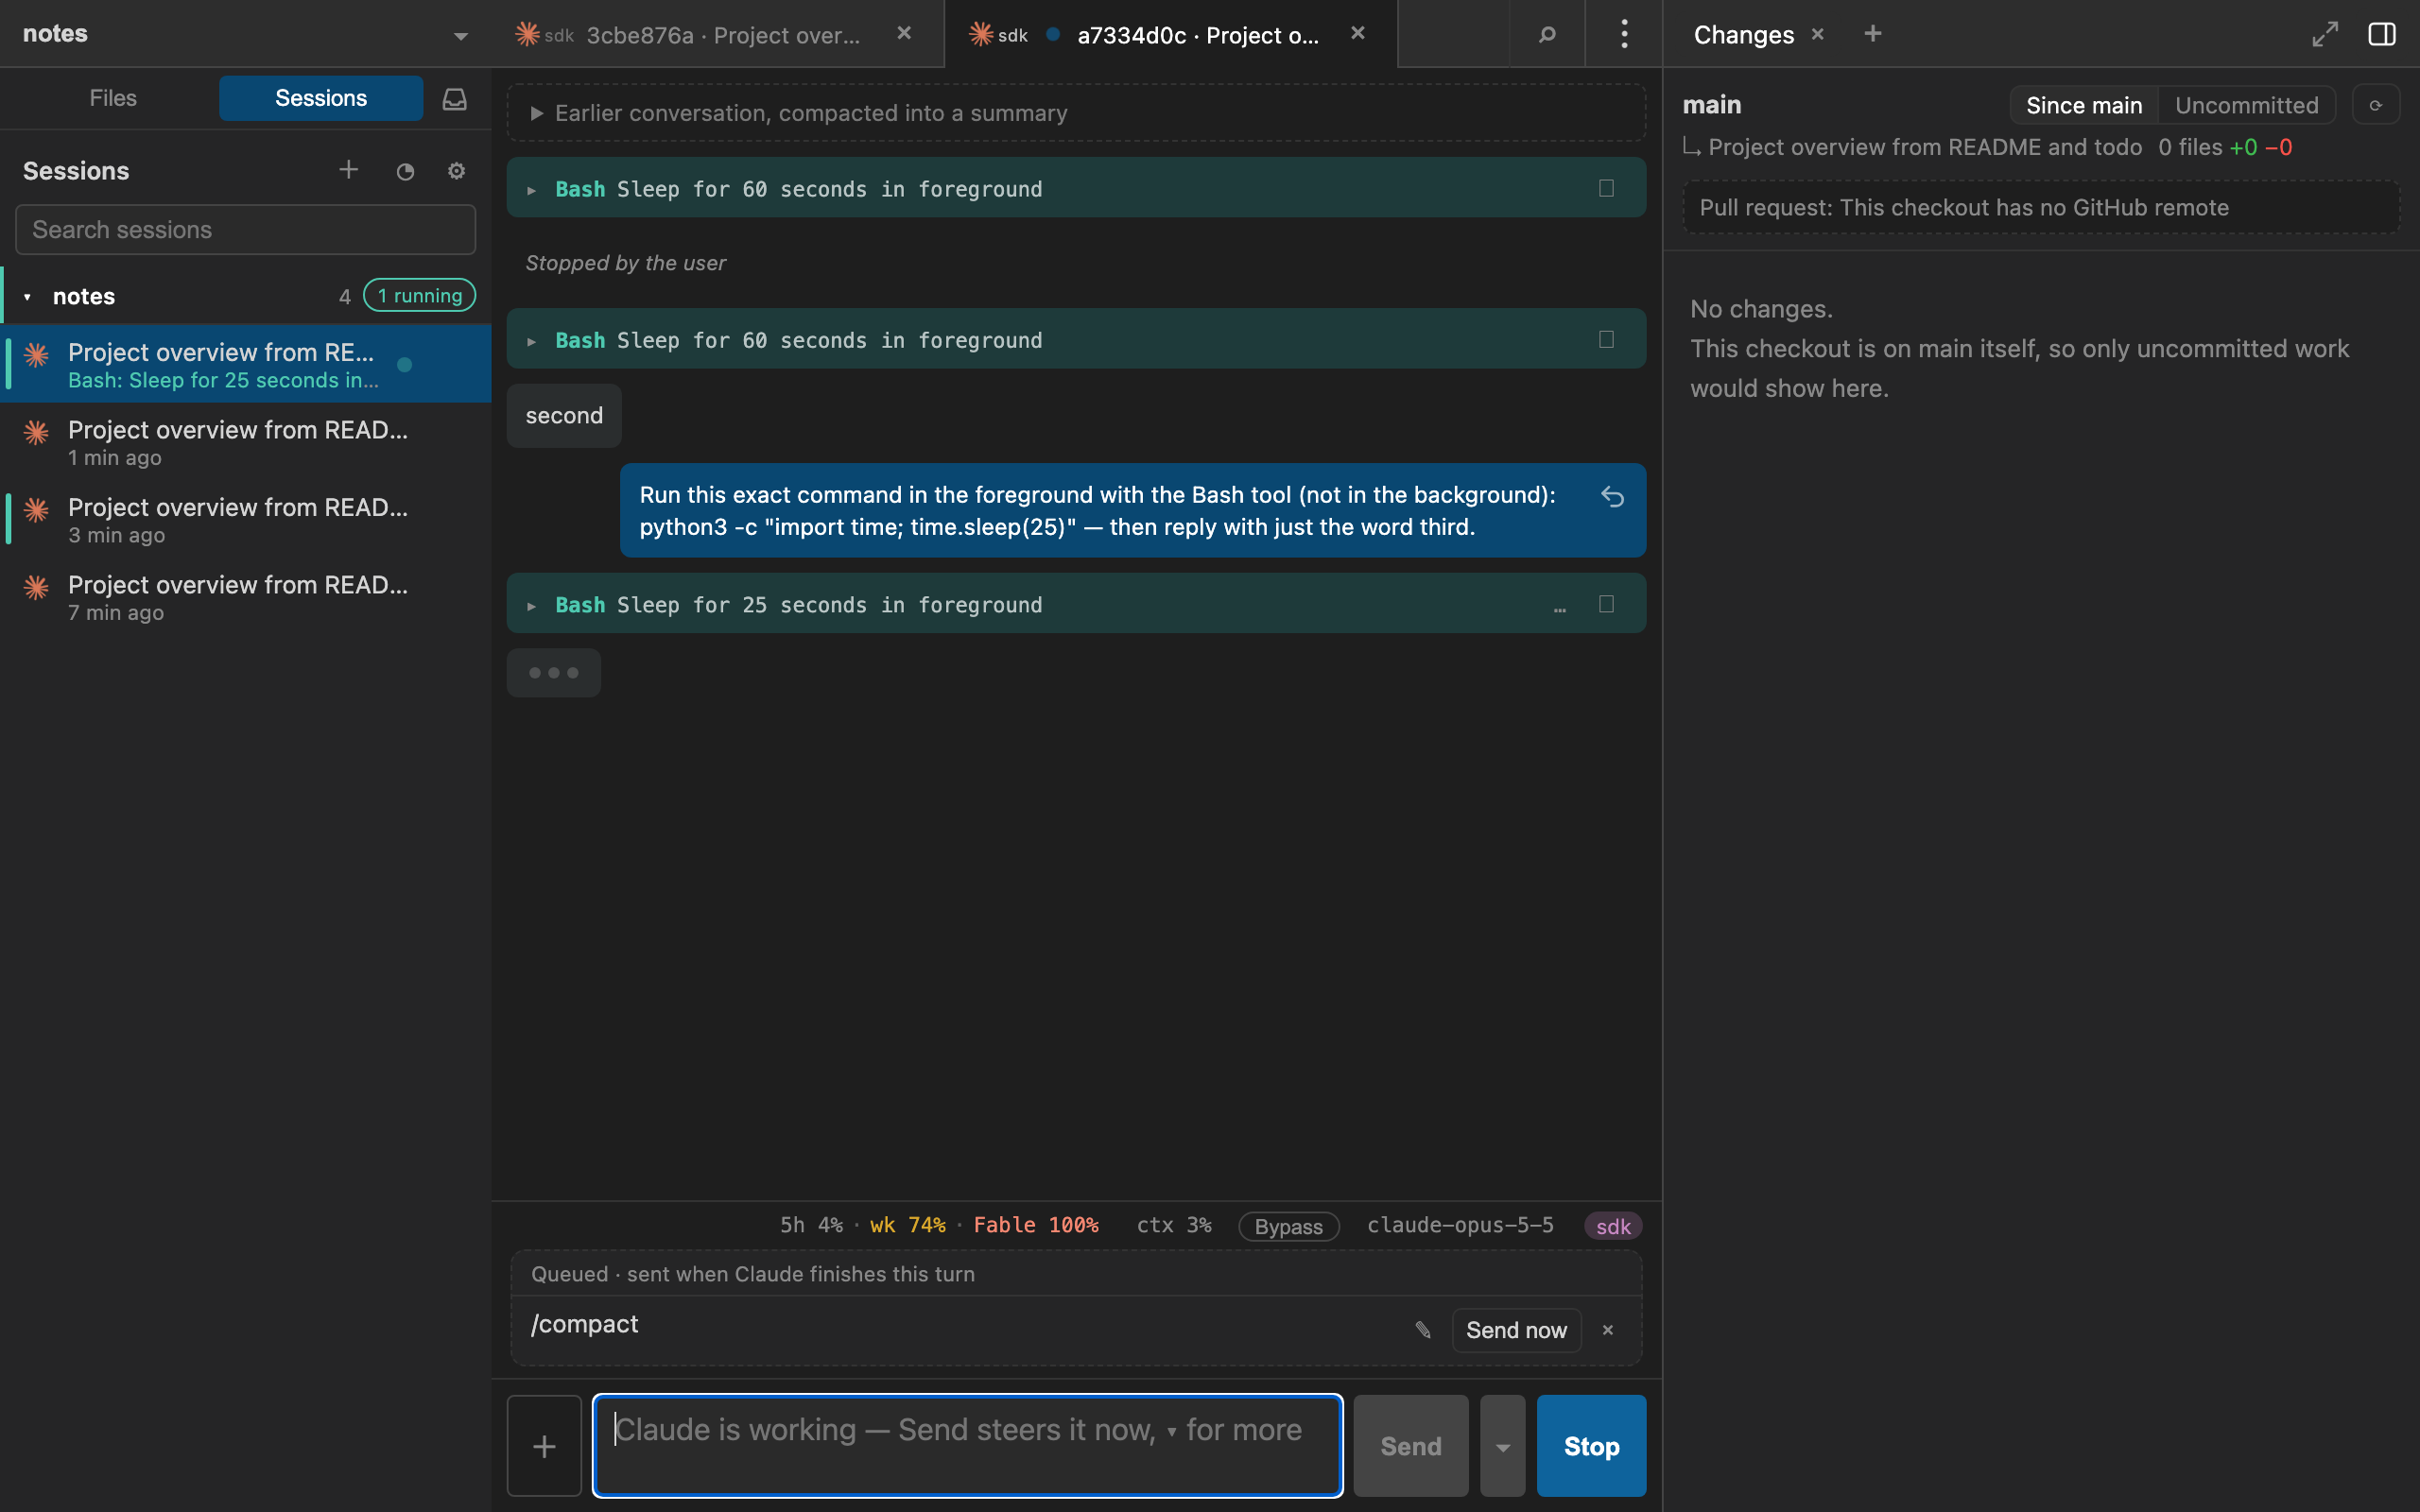 notes
Files
Sessions
Sessions
Search sessions
notes
4
1 running
Project overview from RE...
Bash: Sleep for 25 seconds in...
Project overview from READ...
1 min ago
Project overview from READ...
3 min ago
Project overview from READ...
7 min ago
sdk 3cbe876a · Project over...
sdk a7334d0c · Project o...
Earlier conversation, compacted into a summary
Bash Sleep for 60 seconds in foreground
Stopped by the user
Bash Sleep for 60 seconds in foreground
second
Run this exact command in the foreground with the Bash tool (not in the background):
python3 -c "import time; time.sleep(25)" — then reply with just the word third.
Bash Sleep for 25 seconds in foreground
...
5h 4% · wk 74% · Fable 100% ctx 3% Bypass claude-opus-5-5 sdk
Queued · sent when Claude finishes this turn
/compact
Send now
Claude is working — Send steers it now, ▾ for more
Send
Stop
Changes
main
Since main
Uncommitted
Project overview from README and todo 0 files +0 −0
Pull request: This checkout has no GitHub remote
No changes.
This checkout is on main itself, so only uncommitted work
would show here.